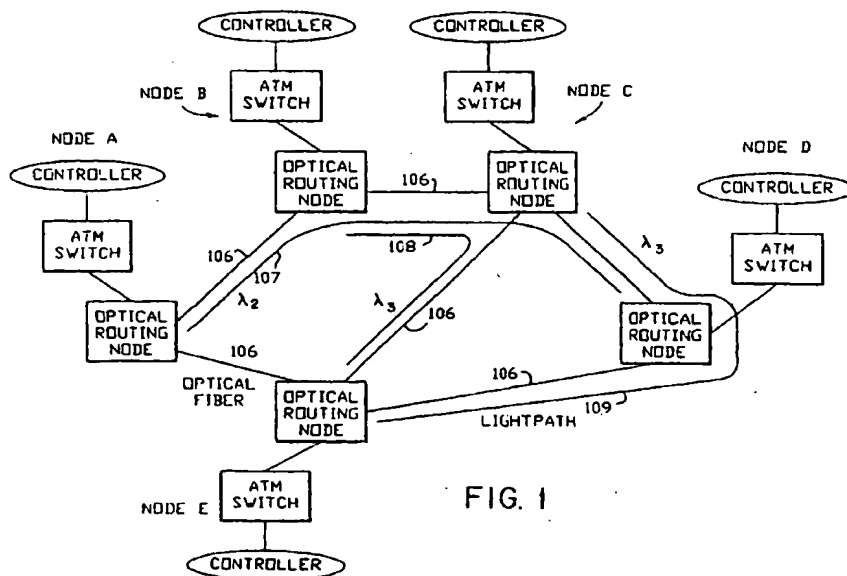 CONTROLLER
CONTROLLER
ATM
SWITCH
ATM
SWITCH
NODE B
NODE C
NODE A
CONTROLLER
OPTICAL
ROUTING
NODE
106
OPTICAL
ROUTING
NODE
NODE D
CONTROLLER
ATM
SWITCH
106
107
108
λ3
ATM
SWITCH
λ2
λ3
106
OPTICAL
ROUTING
NODE
OPTICAL
ROUTING
NODE
106
OPTICAL
FIBER
106
109
OPTICAL
ROUTING
NODE
LIGHTPATH
ATM
SWITCH
NODE E
FIG. 1
CONTROLLER